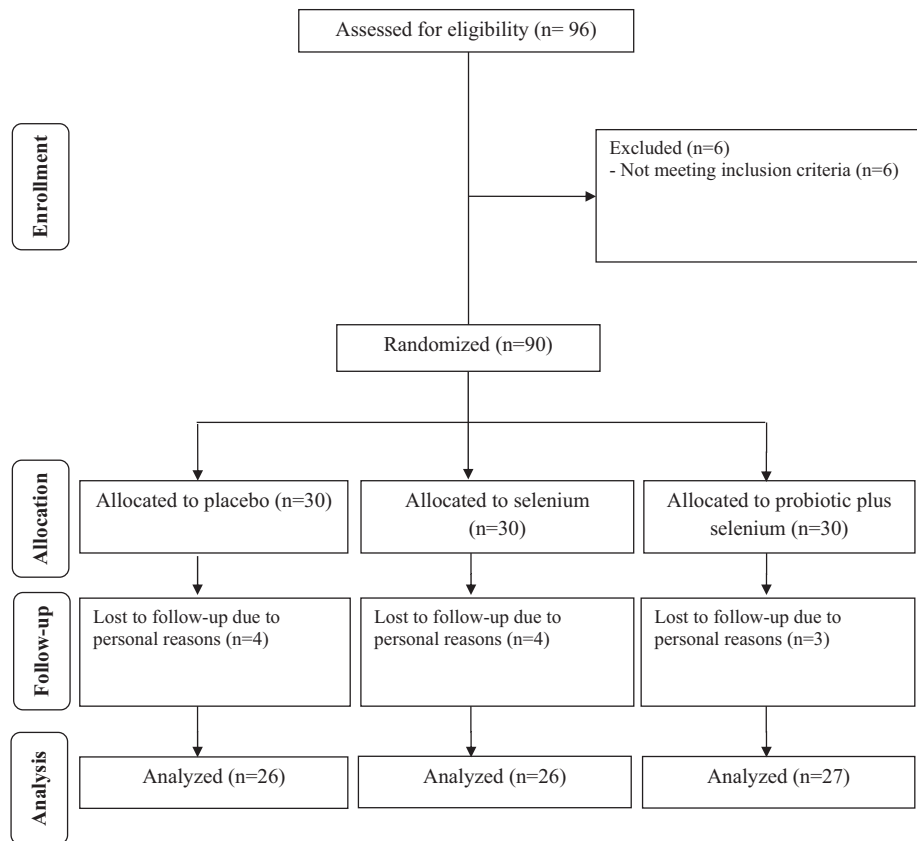 Assessed for eligibility (n= 96)
Enrollment
Excluded (n=6)
- Not meeting inclusion criteria (n=6)
Randomized (n=90)
Allocation
Allocated to placebo (n=30)
Allocated to selenium
(n=30)
Allocated to probiotic plus
selenium (n=30)
Follow-up
Lost to follow-up due to
personal reasons (n=4)
Lost to follow-up due to
personal reasons (n=4)
Lost to follow-up due to
personal reasons (n=3)
Analysis
Analyzed (n=26)
Analyzed (n=26)
Analyzed (n=27)